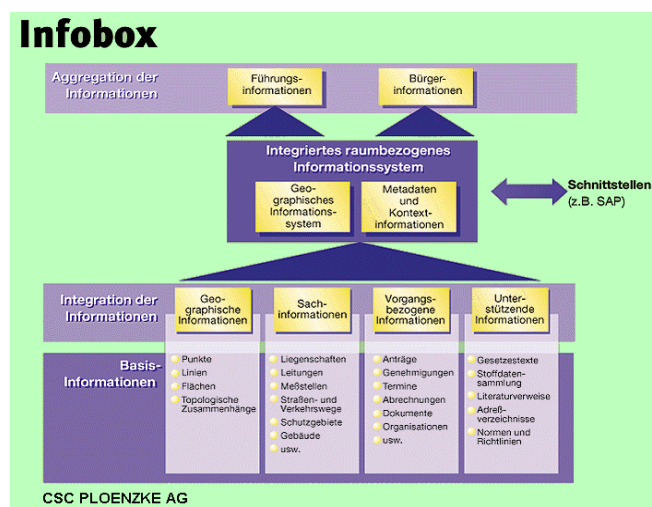 Infobox
Aggregation der
Informationen
Führungs-
informationen
Bürger-
informationen
Integriertes raumbezogenes
Informationssystem
Geo-
graphisches
Informations-
system
Metadaten
und
Kontext-
informationen
Schnittstellen
(z.B. SAP)
Integration der
Informationen
Geo-
graphische
Informationen
Sach-
informationen
Vorgangs-
bezogene
Informationen
Unter-
stützende
Informationen
Basis-
Informationen
Punkte
Linien
Flächen
Topologische
Zusammenhänge
Liegenschaften
Leitungen
Meßstellen
Straßen- und
Verkehrswege
Schutzgebiete
Gebäude
usw.
Anträge
Genehmigungen
Termine
Abrechnungen
Dokumente
Organisationen
usw.
Gesetzestexte
Stoffdaten-
sammlung
Literaturverweise
Adreß-
verzeichnisse
Normen und
Richtlinien
CSC PLOENZKE AG